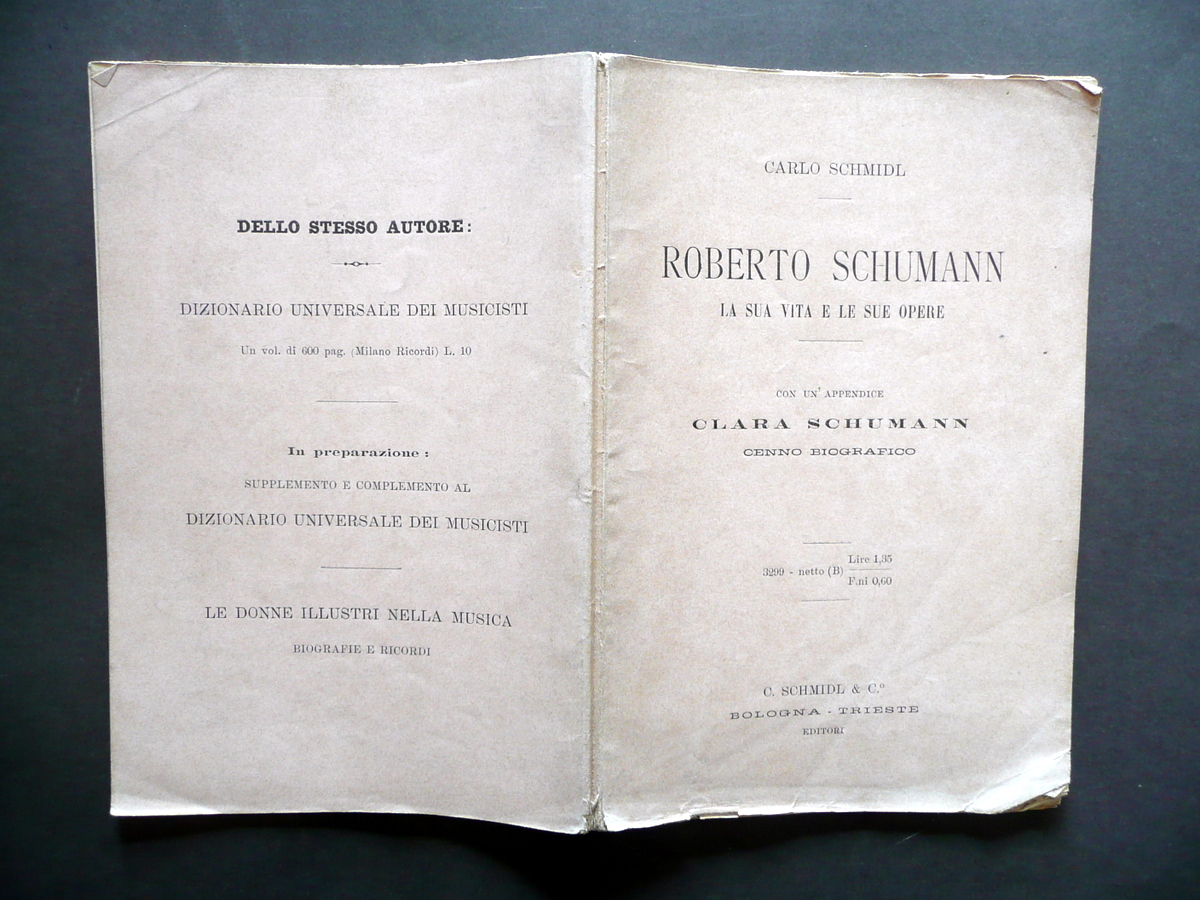 DELLO STESSO AUTORE:
DIZIONARIO UNIVERSALE DEI MUSICISTI
Un vol. di 600 pag. (Milano Ricordi) L. 10
In preparazione:
SUPPLEMENTO E COMPLEMENTO AL
DIZIONARIO UNIVERSALE DEI MUSICISTI
LE DONNE ILLUSTRI NELLA MUSICA
BIOGRAFIE E RICORDI
CARLO SCHMIDL
ROBERTO SCHUMANN
LA SUA VITA E LE SUE OPERE
CON UN' APPENDICE
CLARA SCHUMANN
CENNO BIOGRAFICO
3299 - netto (B) Lire 1,35
F.ni 0,60
C. SCHMIDL & C.º
BOLOGNA - TRIESTE
EDITORI